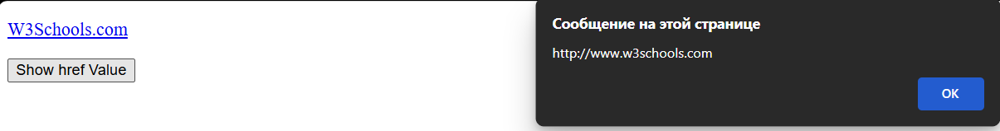 W3Schools.com
Show href Value
Сообщение на этой странице
http://www.w3schools.com
OK